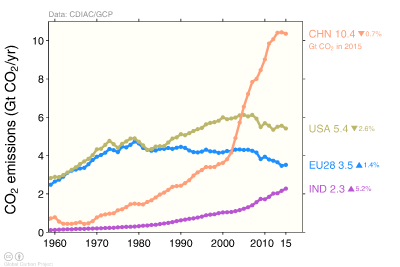 Data: CDIAC/GCP
CO₂ emissions (Gt CO₂/yr)
10
8
6
4
2
0
1960
1970
1980
1990
2000
2010
15
CHN 10.4 ▼0.7%
Gt CO₂ in 2015
USA 5.4 ▼2.6%
EU28 3.5 ▲1.4%
IND 2.3 ▲5.2%
Global Carbon Project